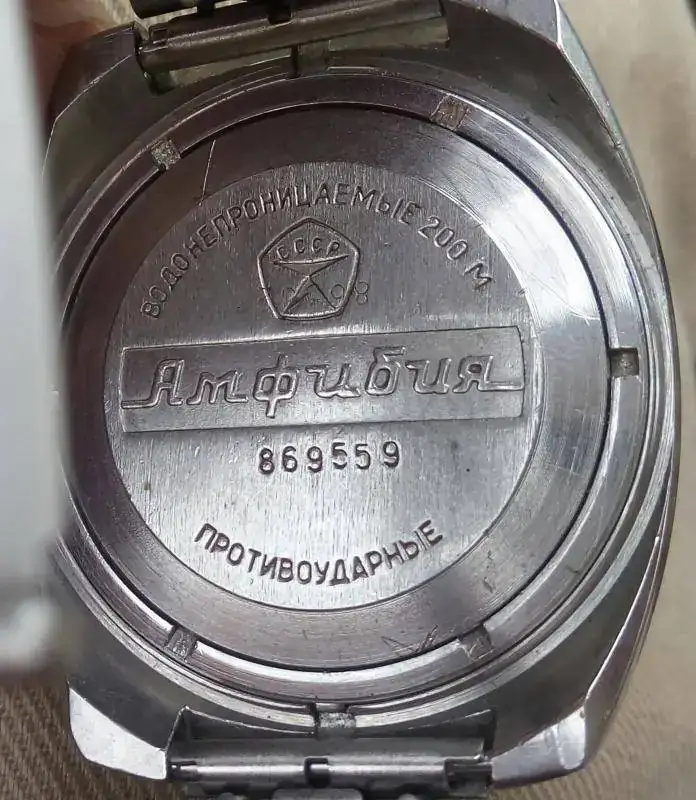 ВОДОНЕПРОНИЦАЕМЫЕ 200 М
СССР
Амфибия
869559
ПРОТИВОУДАРНЫЕ